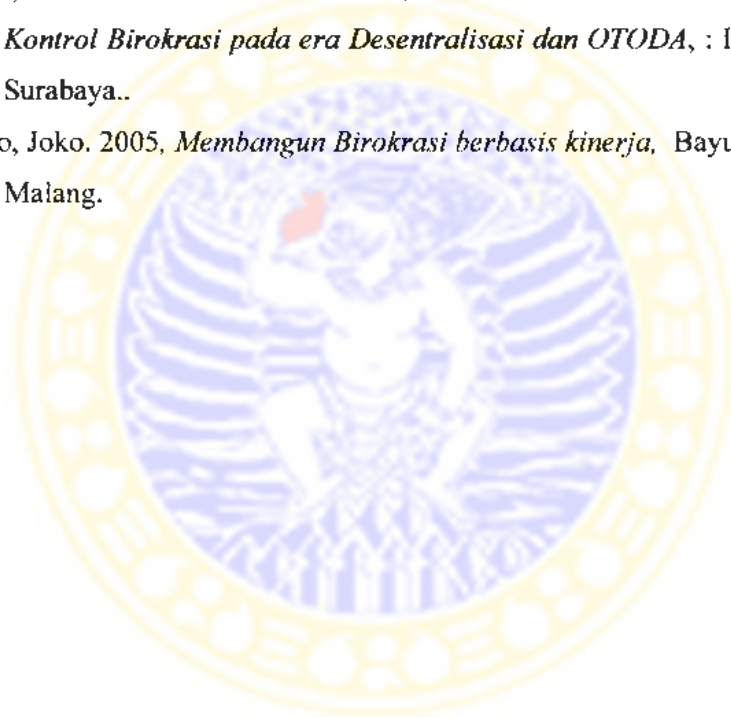 Kontrol Birokrasi pada era Desentralisasi dan OTODA, :
Surabaya..
o, Joko. 2005, Membangun Birokrasi berbasis kinerja, Bayu
Malang.